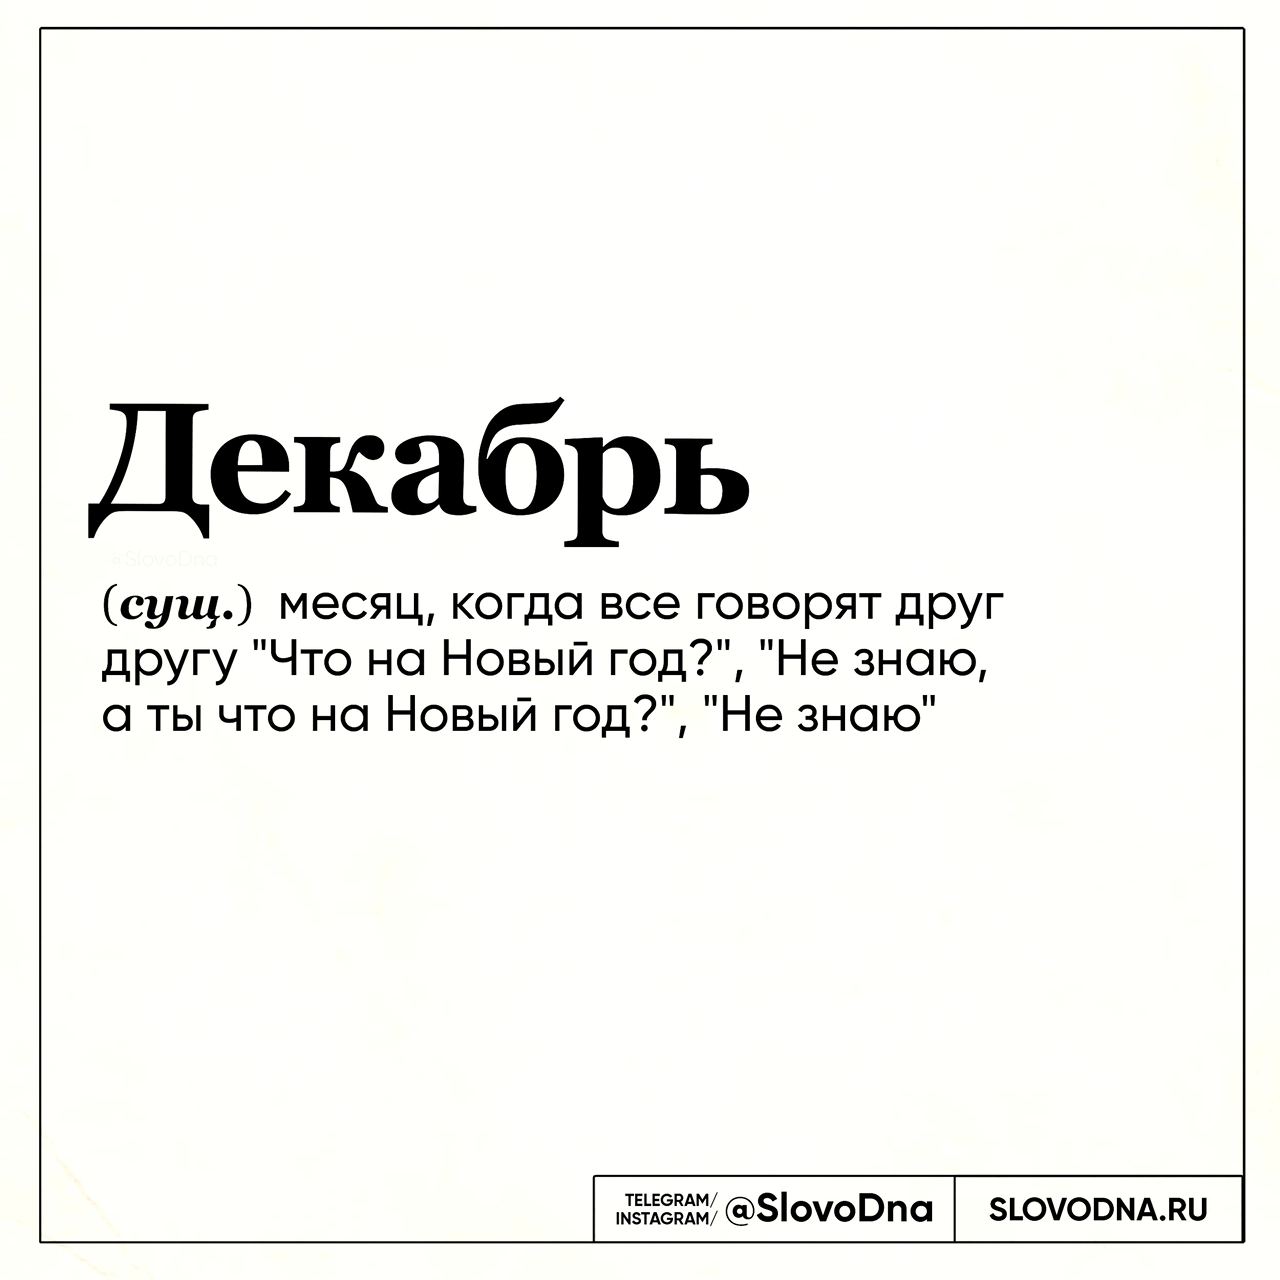 Декабрь
@SlovoDna
(сущ.) месяц, когда все говорят друг
другу "Что на Новый год?", "Не знаю,
а ты что на Новый год?", "Не знаю"
TELEGRAM/
INSTAGRAM/ @SlovoDna
SLOVODNA.RU